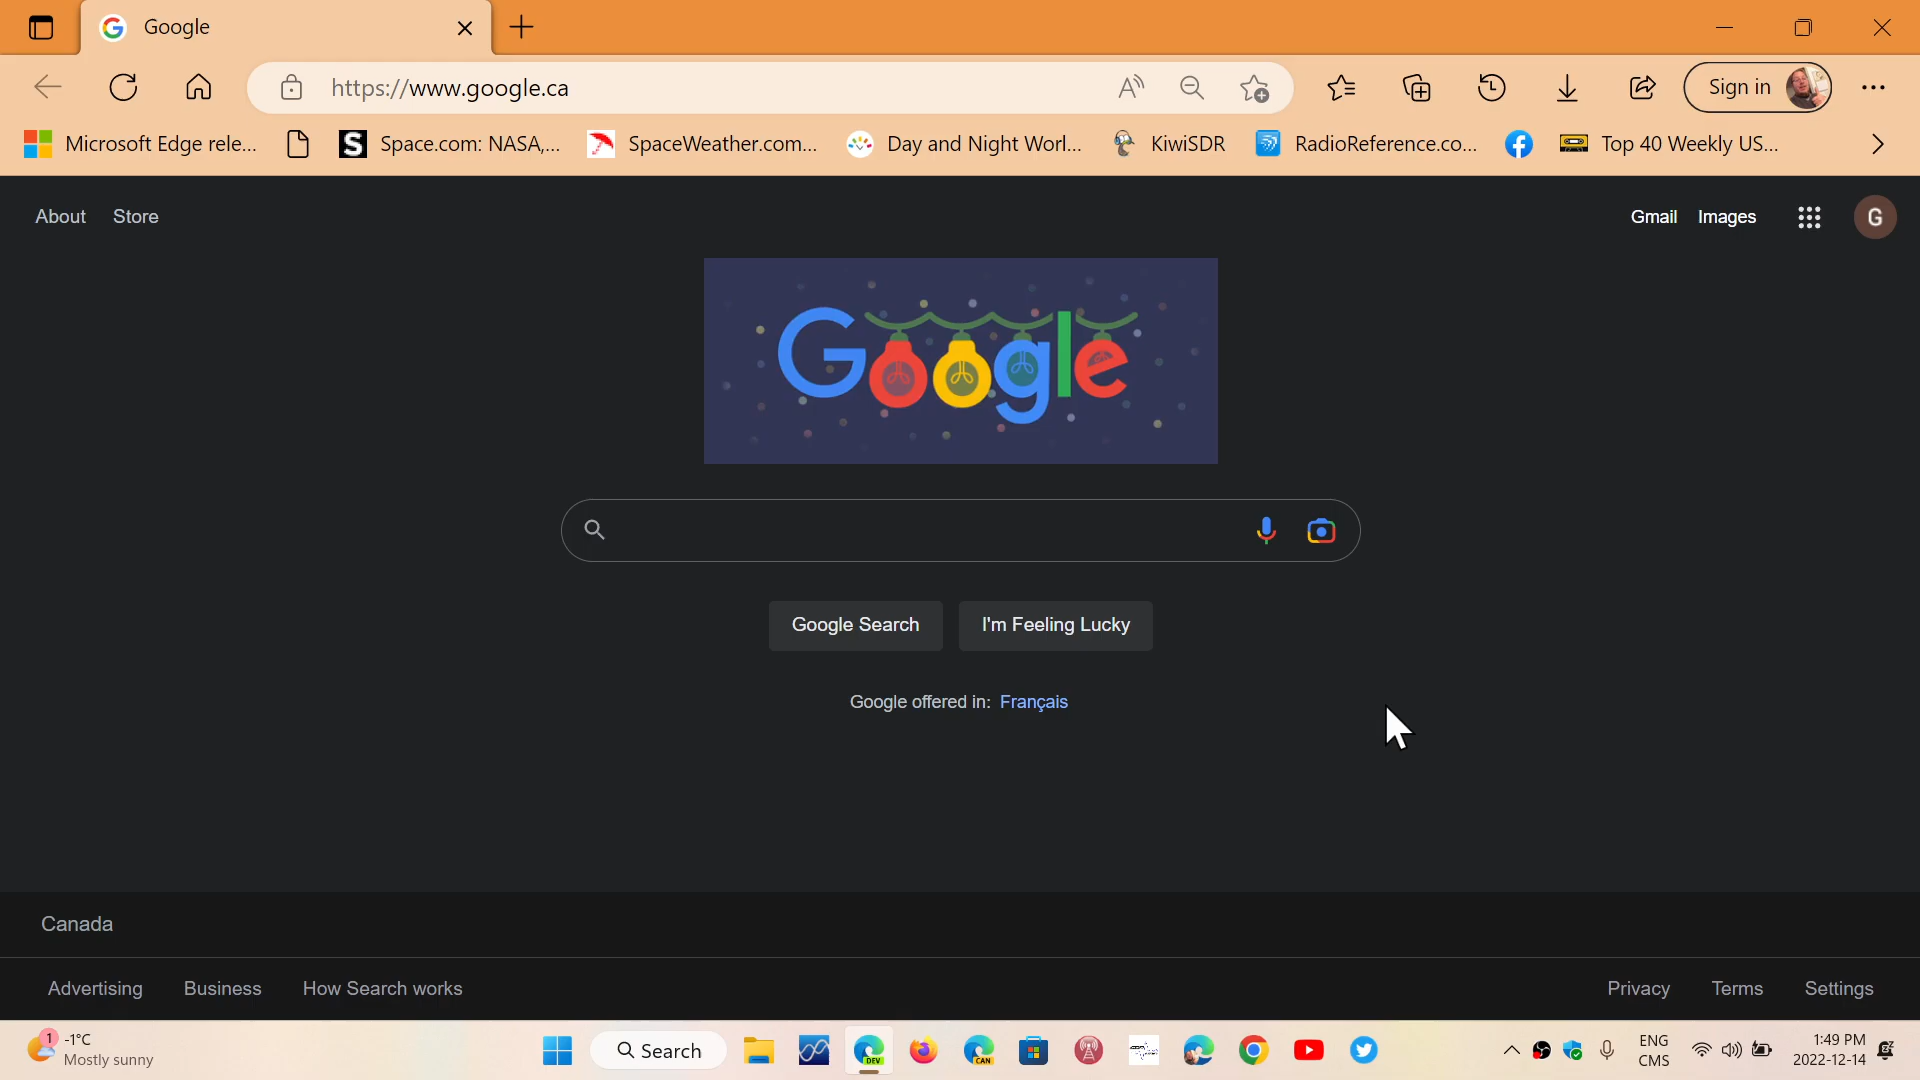 Google
https://www.google.ca
Sign in
Microsoft Edge rele...
Space.com: NASA,...
SpaceWeather.com...
Day and Night Worl...
KiwiSDR
RadioReference.co...
Top 40 Weekly US...
About Store
Gmail Images
G
Google
Google Search
I'm Feeling Lucky
Google offered in: Français
Canada
Advertising Business How Search works
Privacy Terms Settings
1
-1°C
Mostly sunny
Search
DEV
CAN
ENG
CMS
1:49 PM
2022-12-14